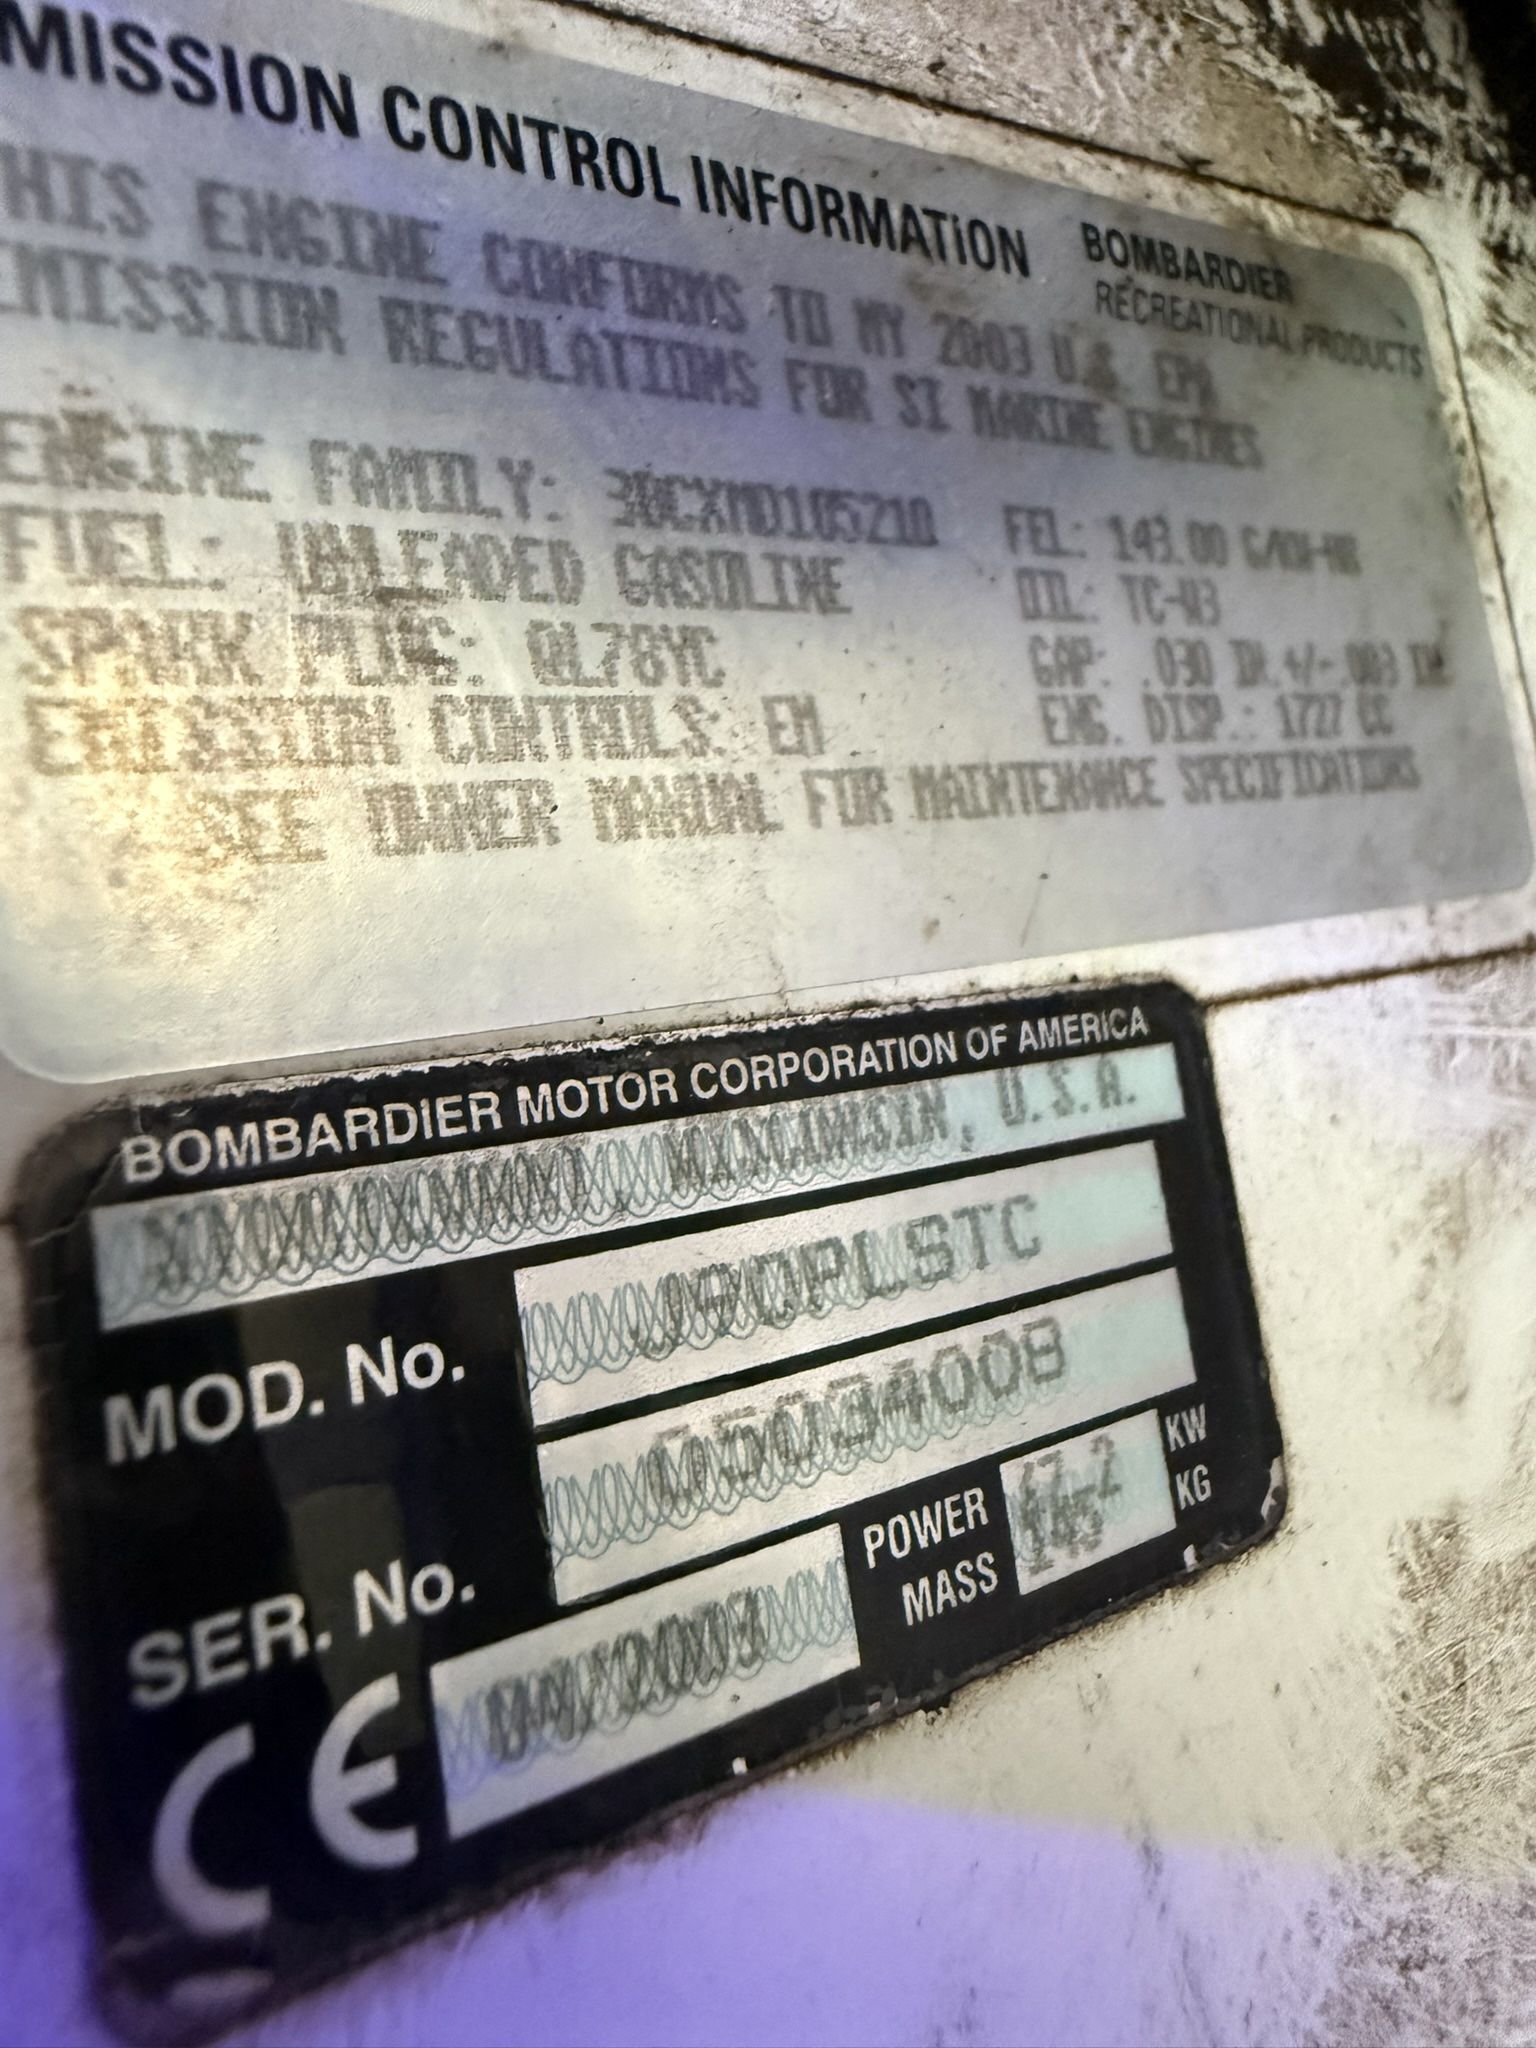 MISSION CONTROL INFORMATION
BOMBARDIER
RECREATIONAL PRODUCTS
HIS ENGINE CONFORMS TO MY 2003 U.S. EPA
EMISSION REGULATIONS FOR SI MARINE ENGINES
ENGINE FAMILY: FEL: 143.00 G/KW-HR
FUEL: UNLEADED GASOLINE OIL: TC-W3
SPARK PLUG: QL78YC GAP: .030 IN.+/-.003 IN
EMISSION CONTROLS: EM ENG. DISP.: 1727 CC
SEE OWNER MANUAL FOR MAINTENANCE SPECIFICATIONS
BOMBARDIER MOTOR CORPORATION OF AMERICA
WISCONSIN, U.S.A.
MOD. No.
SER. No.
POWER KW
MASS KG
CE